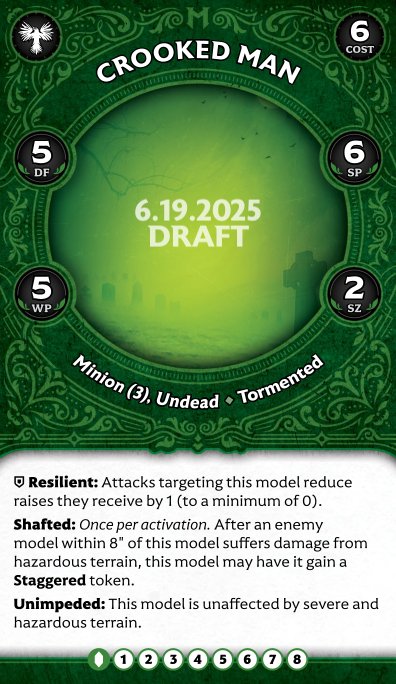 M
CROOKED MAN
6
COST
5
DF
6
SP
6.19.2025
DRAFT
5
WP
2
SZ
Minion (3), Undead ◆ Tormented
Resilient: Attacks targeting this model reduce
raises they receive by 1 (to a minimum of 0).
Shafted: Once per activation. After an enemy
model within 8" of this model suffers damage from
hazardous terrain, this model may have it gain a
Staggered token.
Unimpeded: This model is unaffected by severe and
hazardous terrain.
1 2 3 4 5 6 7 8